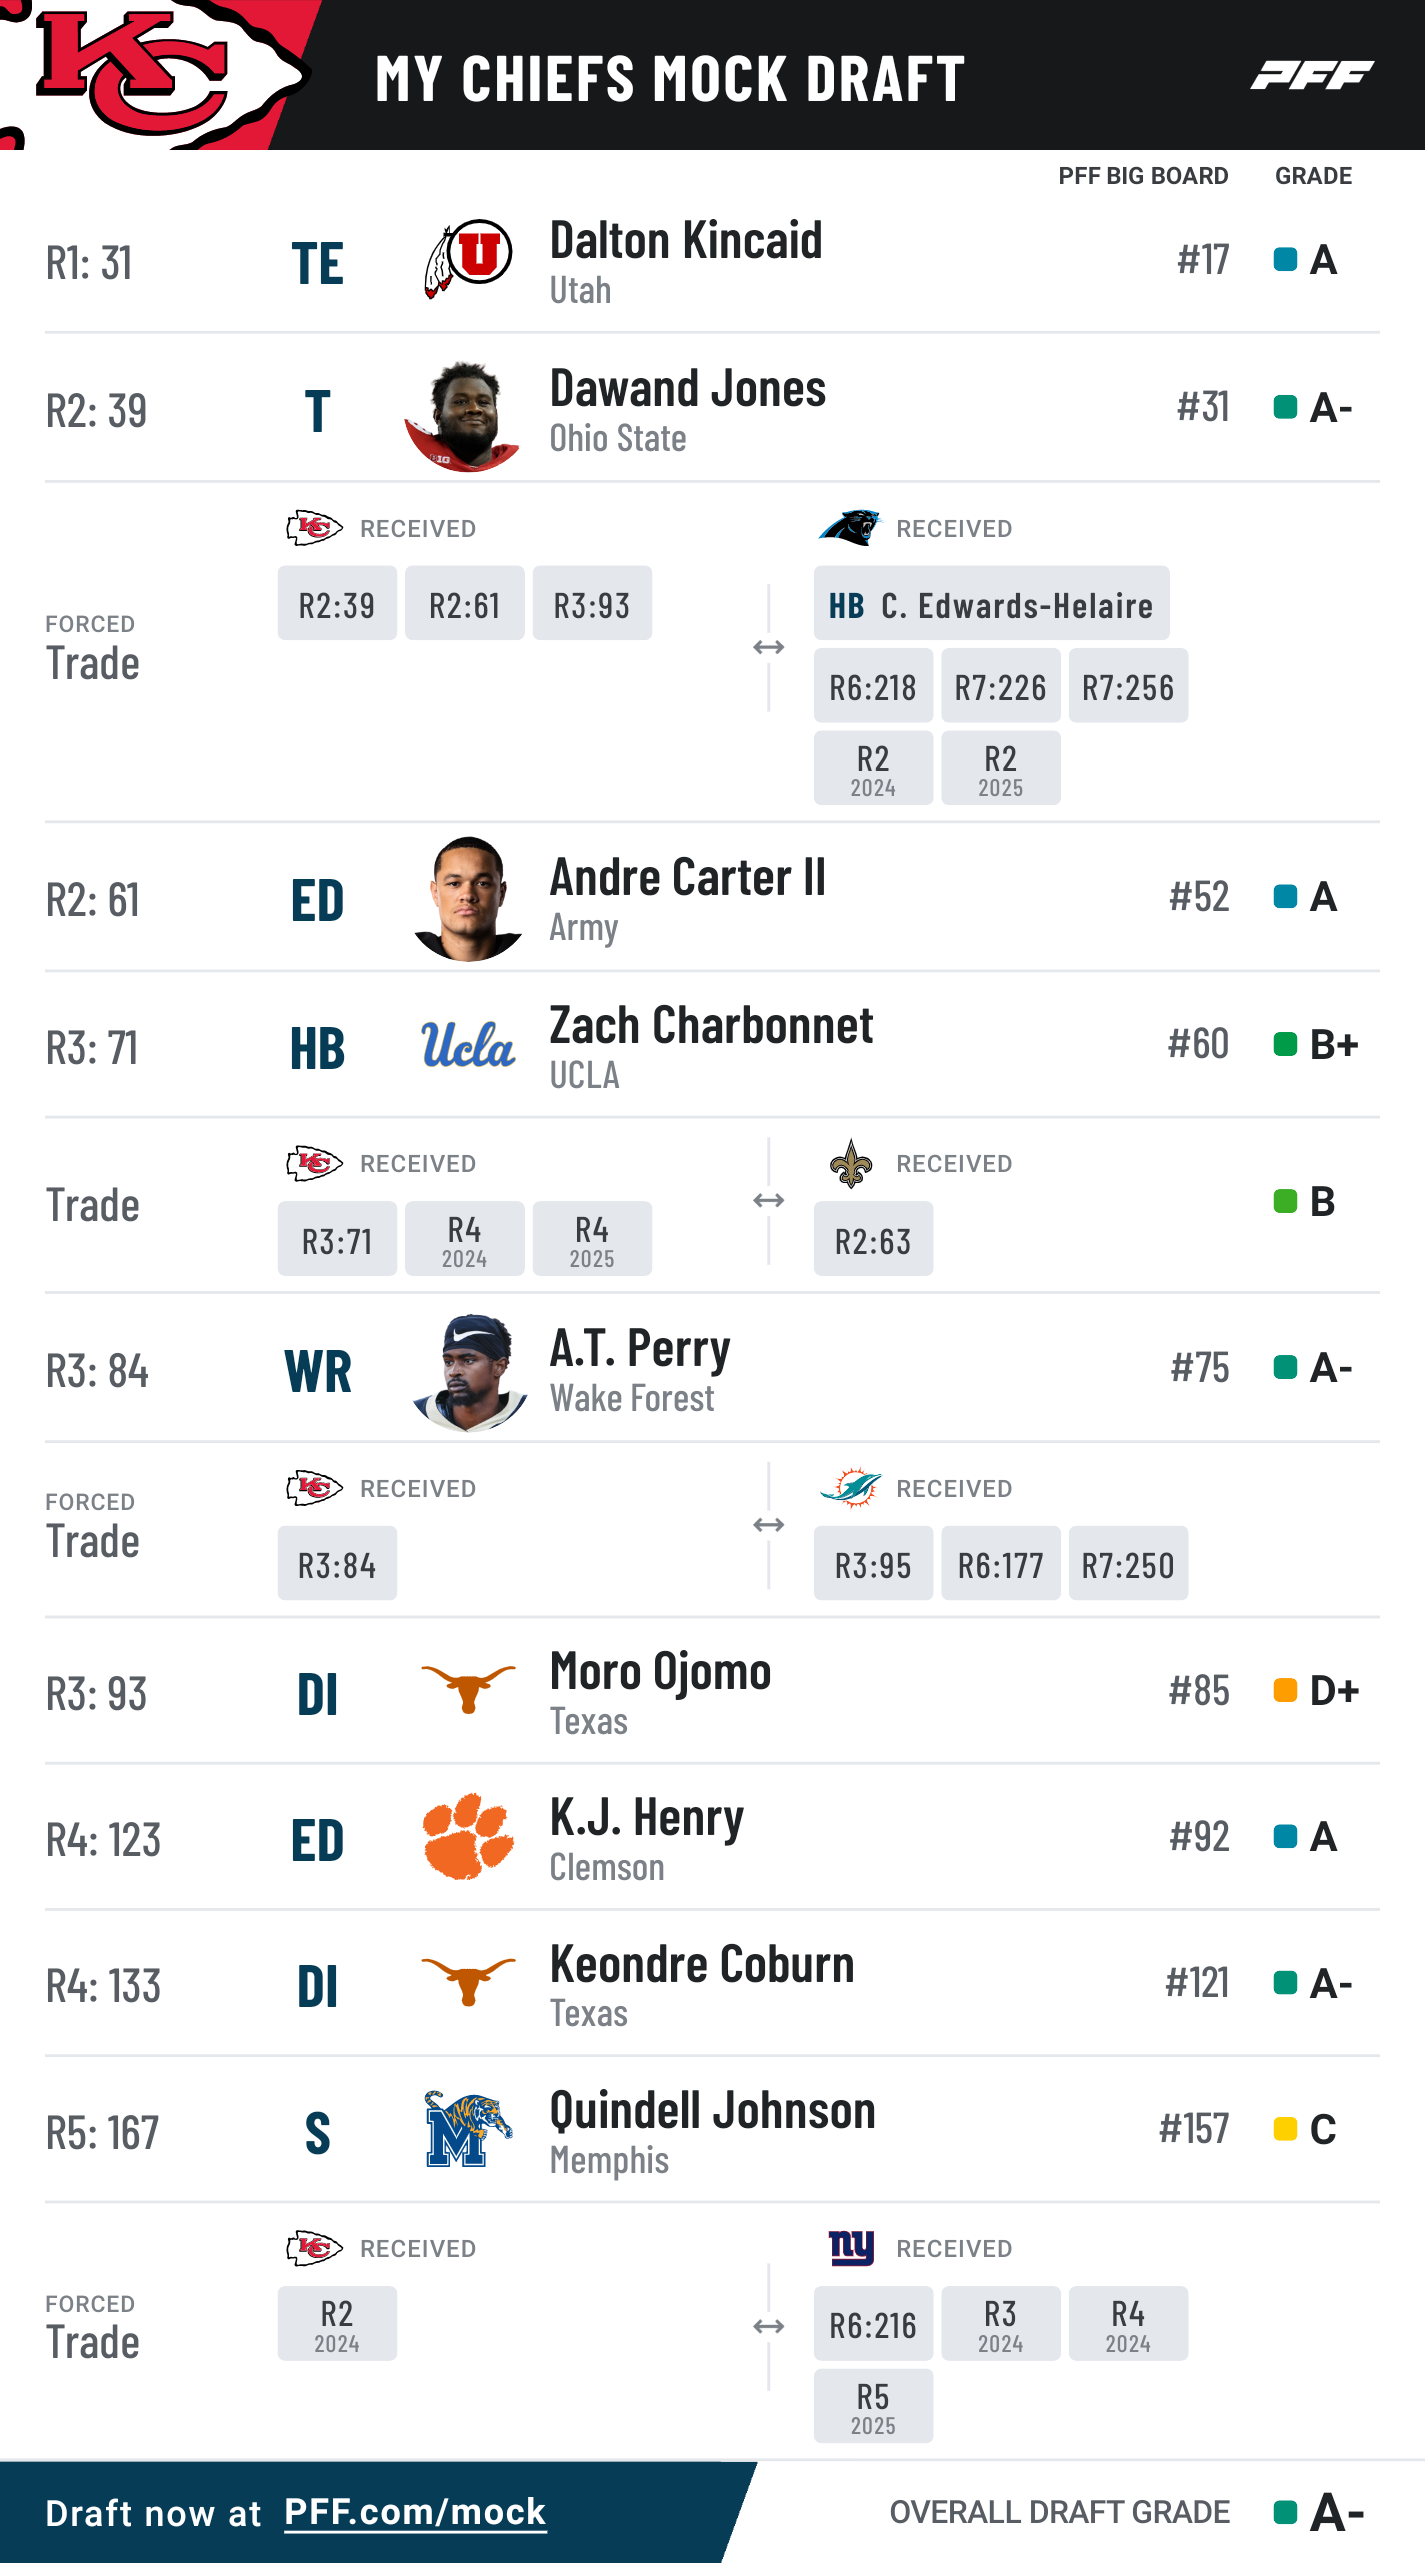 MY CHIEFS MOCK DRAFT
PFF
PFF BIG BOARD GRADE
R1: 31 TE Dalton Kincaid #17 A
Utah
R2: 39 T Dawand Jones #31 A-
Ohio State
RECEIVED RECEIVED
R2:39 R2:61 R3:93 HB C. Edwards-Helaire
FORCED
Trade
R6:218 R7:226 R7:256
R2 R2
2024 2025
R2: 61 ED Andre Carter II #52 A
Army
R3: 71 HB Ucla Zach Charbonnet #60 B+
UCLA
RECEIVED RECEIVED
Trade B
R3:71 R4 R4 R2:63
2024 2025
R3: 84 WR A.T. Perry #75 A-
Wake Forest
RECEIVED RECEIVED
FORCED
Trade
R3:84 R3:95 R6:177 R7:250
R3: 93 DI Moro Ojomo #85 D+
Texas
R4: 123 ED K.J. Henry #92 A
Clemson
R4: 133 DI Keondre Coburn #121 A-
Texas
R5: 167 S Quindell Johnson #157 C
Memphis
RECEIVED ny RECEIVED
FORCED
Trade
R2 R6:216 R3 R4
2024 2024 2024
R5
2025
Draft now at PFF.com/mock OVERALL DRAFT GRADE A-